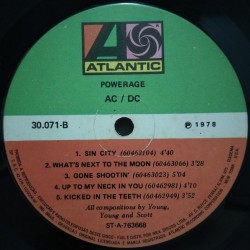 ATLANTIC
POWERAGE
AC / DC
30.071-B
℗ 1978
1. SIN CITY (60463104) 4'40
2. WHAT'S NEXT TO THE MOON (60463066) 3'28
3. GONE SHOOTIN' (60463023) 5'04
4. UP TO MY NECK IN YOU (60462981) 4'10
5. KICKED IN THE TEETH (60462949) 3'52
All compositions by Young,
Young and Scott
ST-A-763668